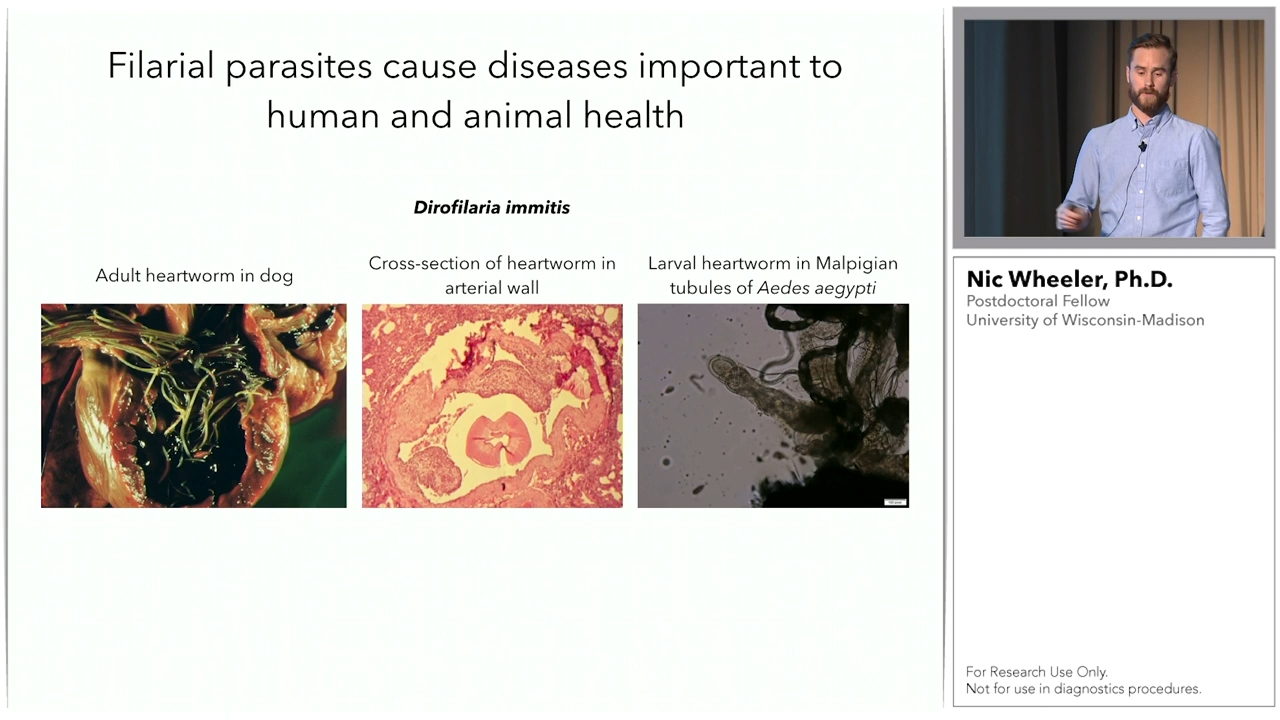 Filarial parasites cause diseases important to
human and animal health
Dirofilaria immitis
Adult heartworm in dog
Cross-section of heartworm in
arterial wall
Larval heartworm in Malpigian
tubules of Aedes aegypti
Nic Wheeler, Ph.D.
Postdoctoral Fellow
University of Wisconsin-Madison
For Research Use Only.
Not for use in diagnostics procedures.